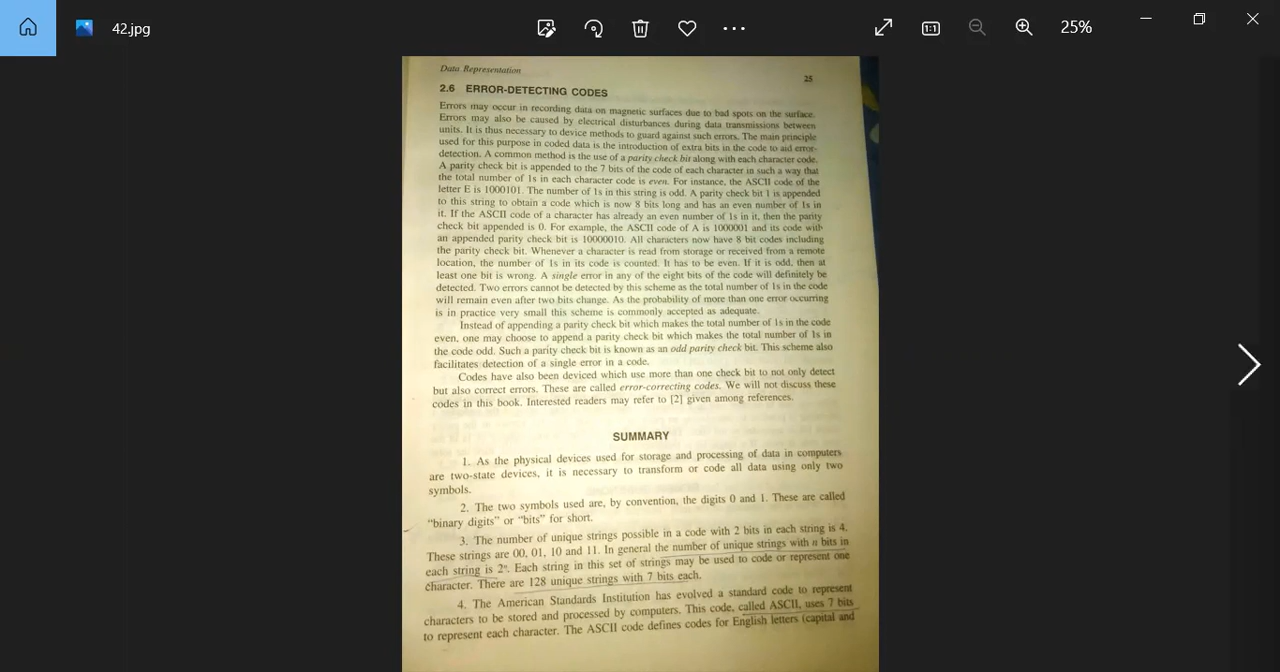 42.jpg
25%
Data Representation
25
2.6 ERROR-DETECTING CODES
Errors may occur in recording data on magnetic surfaces due to bad spots on the surface.
Errors may also be caused by electrical disturbances during data transmissions between
units. It is thus necessary to device methods to guard against such errors. The main principle
used for this purpose in coded data is the introduction of extra bits in the code to aid error-
detection. A common method is the use of a parity check bit along with each character code.
A parity check bit is appended to the 7 bits of the code of each character in such a way that
the total number of 1s in each character code is even. For instance, the ASCII code of the
letter E is 1000101. The number of 1s in this string is odd. A parity check bit 1 is appended
to this string to obtain a code which is now 8 bits long and has an even number of 1s in
it. If the ASCII code of a character has already an even number of 1s in it, then the parity
check bit appended is 0. For example, the ASCII code of A is 1000001 and its code with
an appended parity check bit is 10000010. All characters now have 8 bit codes including
the parity check bit. Whenever a character is read from storage or received from a remote
location, the number of 1s in its code is counted. It has to be even. If it is odd, then at
least one bit is wrong. A single error in any of the eight bits of the code will definitely be
detected. Two errors cannot be detected by this scheme as the total number of 1s in the code
will remain even after two bits change. As the probability of more than one error occurring
is in practice very small this scheme is commonly accepted as adequate.
Instead of appending a parity check bit which makes the total number of 1s in the code
even, one may choose to append a parity check bit which makes the total number of 1s in
the code odd. Such a parity check bit is known as an odd parity check bit. This scheme also
facilitates detection of a single error in a code.
Codes have also been deviced which use more than one check bit to not only detect
but also correct errors. These are called error-correcting codes. We will not discuss these
codes in this book. Interested readers may refer to [2] given among references.
SUMMARY
1. As the physical devices used for storage and processing of data in computers
are two-state devices, it is necessary to transform or code all data using only two
symbols.
2. The two symbols used are, by convention, the digits 0 and 1. These are called
"binary digits" or "bits" for short.
3. The number of unique strings possible in a code with 2 bits in each string is 4.
These strings are 00, 01, 10 and 11. In general the number of unique strings with n bits in
each string is 2ⁿ. Each string in this set of strings may be used to code or represent one
character. There are 128 unique strings with 7 bits each.
4. The American Standards Institution has evolved a standard code to represent
characters to be stored and processed by computers. This code, called ASCII, uses 7 bits
to represent each character. The ASCII code defines codes for English letters (capital and